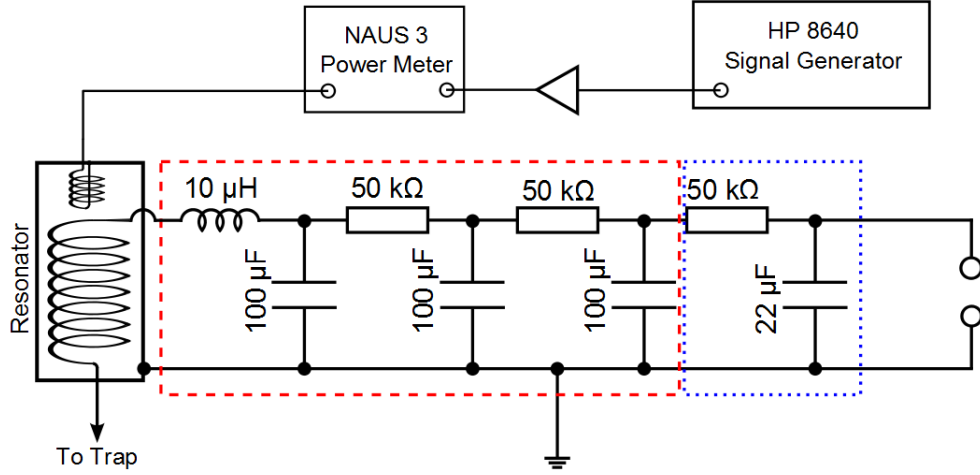 NAUS 3
Power Meter
HP 8640
Signal Generator
10 µH
50 kΩ
50 kΩ
50 kΩ
Resonator
100 µF
100 µF
100 µF
22 µF
To Trap